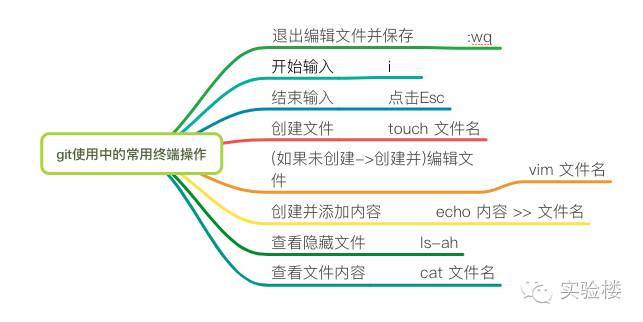 退出编辑文件并保存 :wq
开始输入 i
结束输入 点击Esc
创建文件 touch 文件名
git使用中的常用终端操作
(如果未创建->创建并)编辑文
件
vim 文件名
创建并添加内容 echo 内容 >> 文件名
查看隐藏文件 ls-ah
查看文件内容 cat 文件名
实验楼